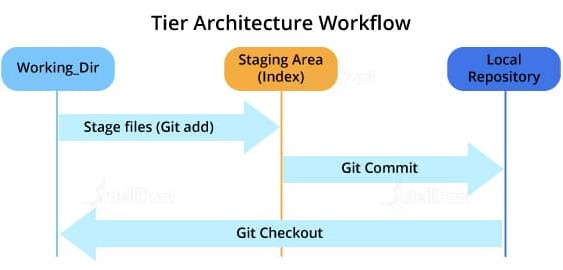 Tier Architecture Workflow
Working_Dir
Staging Area
(Index)
Local
Repository
Stage files (Git add)
Git Commit
Git Checkout